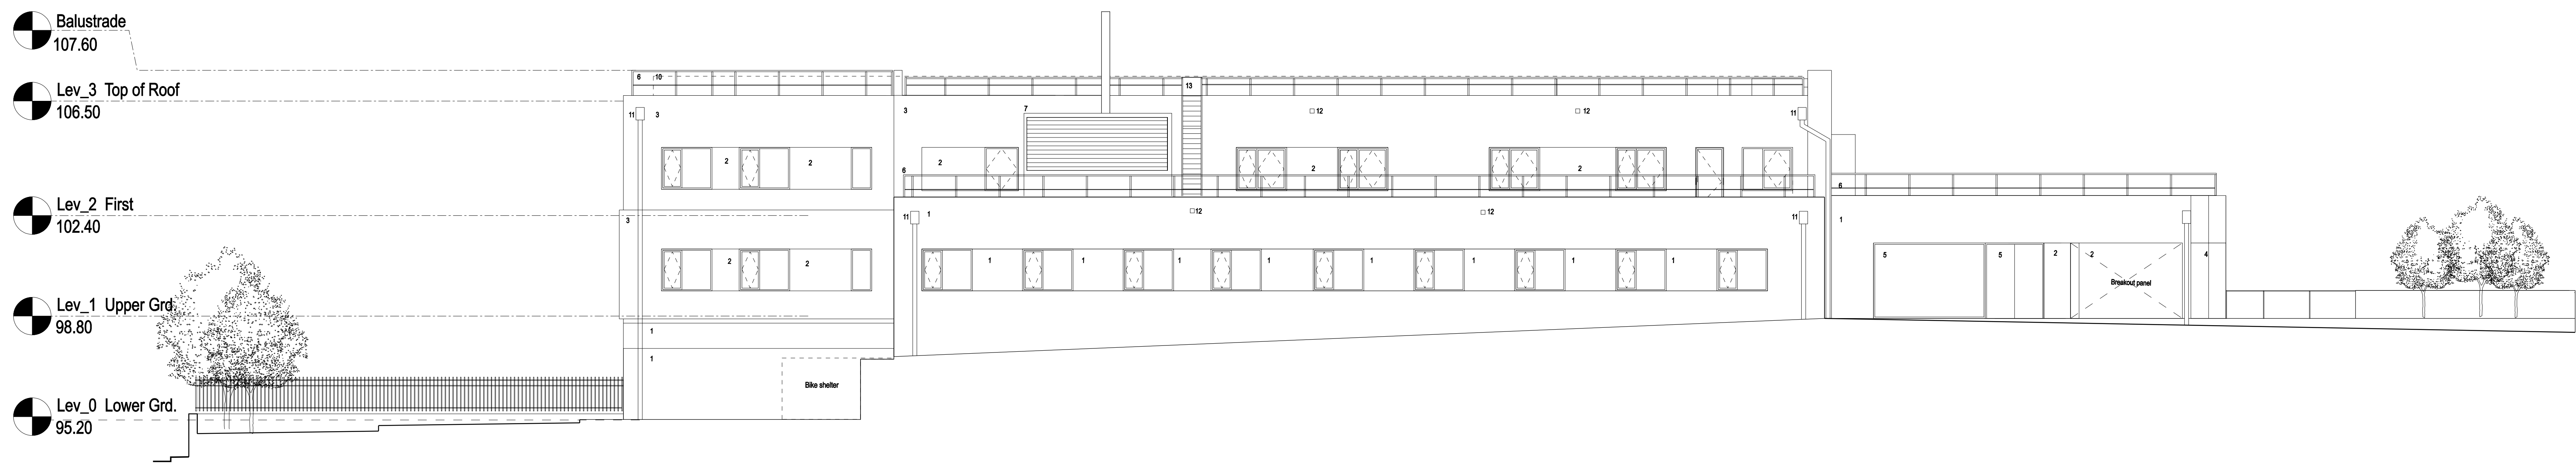 Balustrade
107.60
6 10
13
Lev_3 Top of Roof
106.50
11 3 3 7 12 12 11
2 2 2 2 2
6
6
Lev_2 First
102.40
3 11 1 12 12 11 1
2 2 1 1 1 1 1 1 1 1 5 5 2 2 4
Breakout panel
Lev_1 Upper Grd.
98.80
1
1
Bike shelter
Lev_0 Lower Grd.
95.20